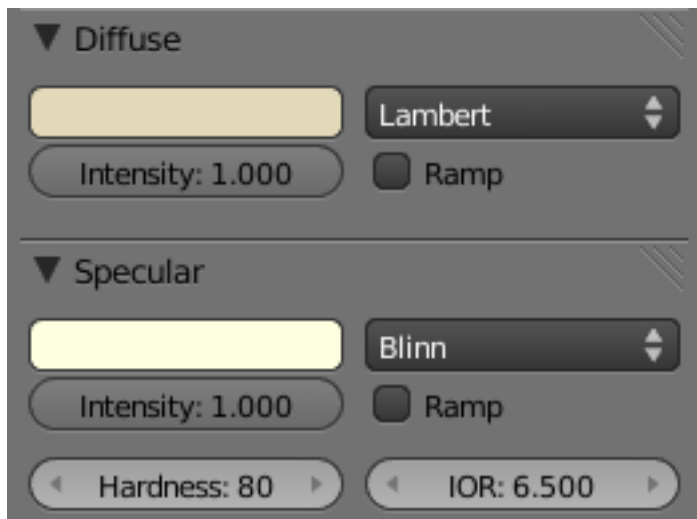 Diffuse
Lambert
Intensity: 1.000 Ramp
Specular
Blinn
Intensity: 1.000 Ramp
Hardness: 80 IOR: 6.500